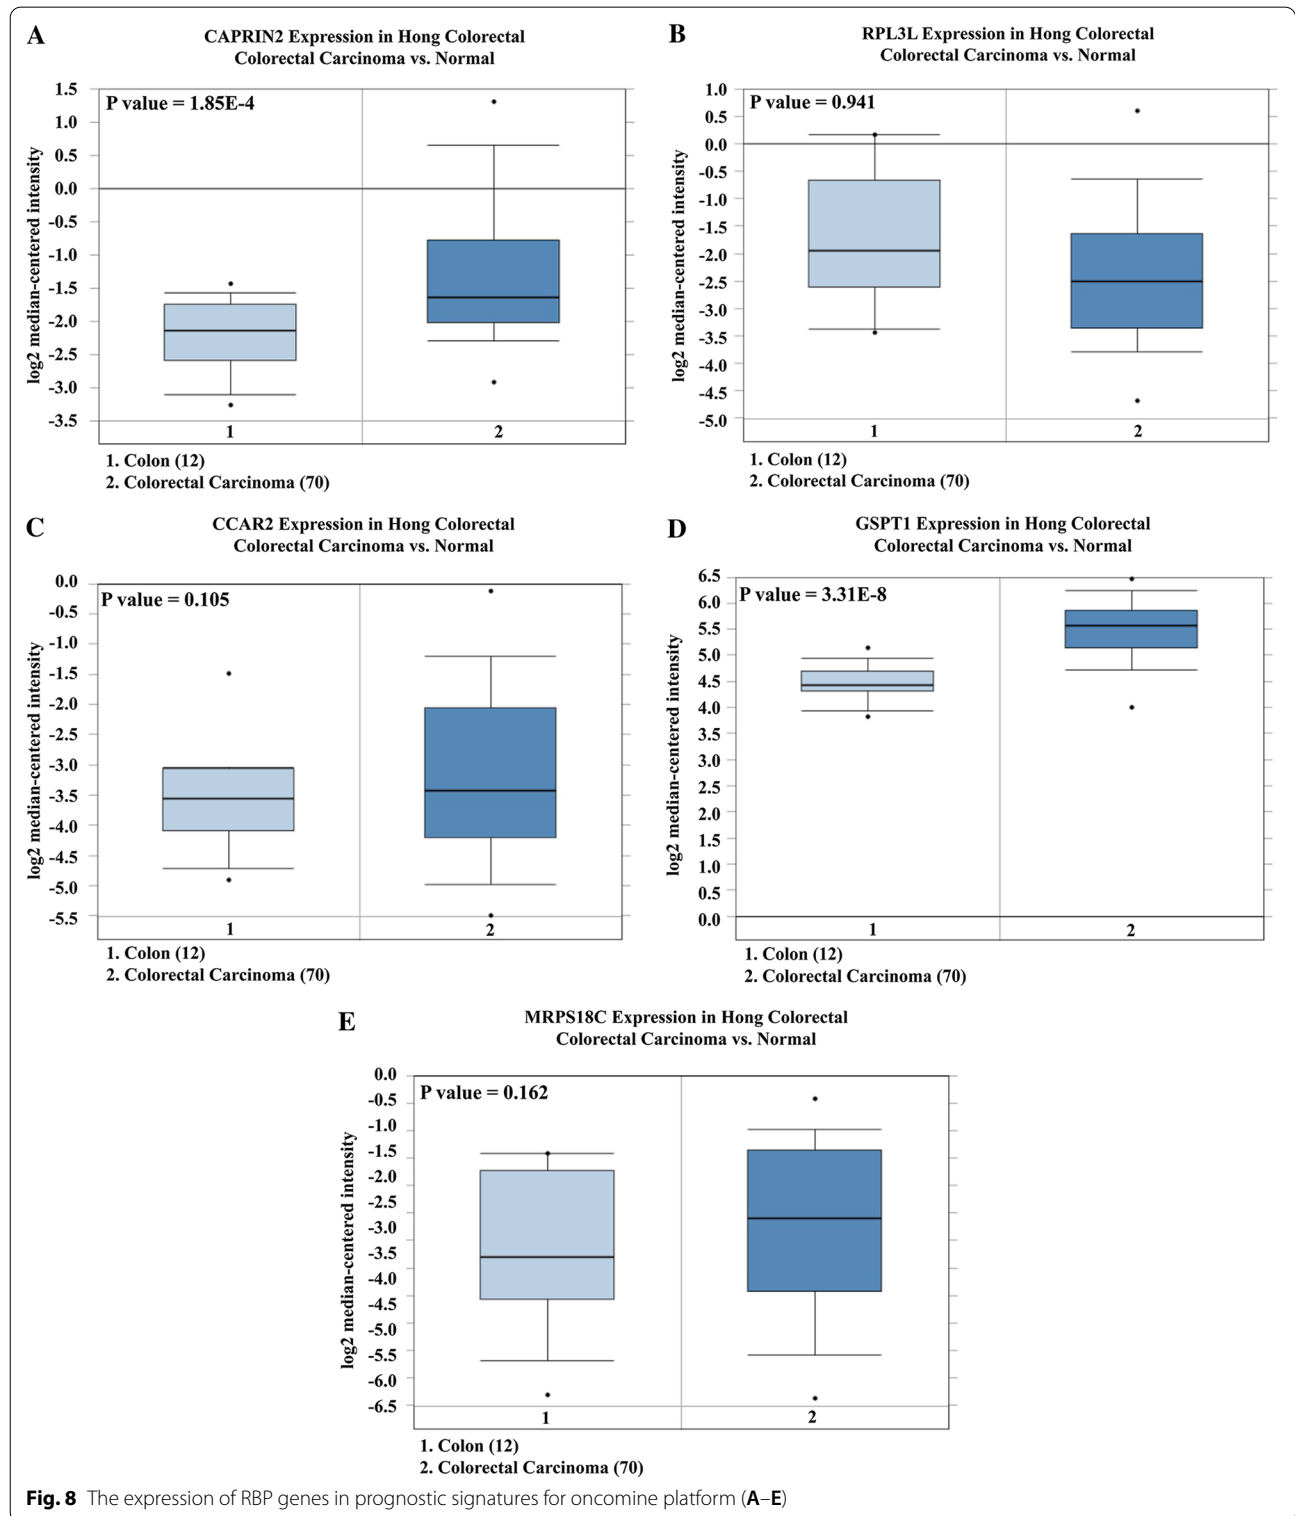 A
CAPRIN2 Expression in Hong Colorectal
Colorectal Carcinoma vs. Normal
P value = 1.85E-4
log2 median-centered intensity
1.5
1.0
0.5
0.0
-0.5
-1.0
-1.5
-2.0
-2.5
-3.0
-3.5
1
2
1. Colon (12)
2. Colorectal Carcinoma (70)
B
RPL3L Expression in Hong Colorectal
Colorectal Carcinoma vs. Normal
P value = 0.941
log2 median-centered intensity
1.0
0.5
0.0
-0.5
-1.0
-1.5
-2.0
-2.5
-3.0
-3.5
-4.0
-4.5
-5.0
1
2
1. Colon (12)
2. Colorectal Carcinoma (70)
C
CCAR2 Expression in Hong Colorectal
Colorectal Carcinoma vs. Normal
P value = 0.105
log2 median-centered intensity
0.0
-0.5
-1.0
-1.5
-2.0
-2.5
-3.0
-3.5
-4.0
-4.5
-5.0
-5.5
1
2
1. Colon (12)
2. Colorectal Carcinoma (70)
D
GSPT1 Expression in Hong Colorectal
Colorectal Carcinoma vs. Normal
P value = 3.31E-8
log2 median-centered intensity
6.5
6.0
5.5
5.0
4.5
4.0
3.5
3.0
2.5
2.0
1.5
1.0
0.5
0.0
1
2
1. Colon (12)
2. Colorectal Carcinoma (70)
E
MRPS18C Expression in Hong Colorectal
Colorectal Carcinoma vs. Normal
P value = 0.162
log2 median-centered intensity
0.0
-0.5
-1.0
-1.5
-2.0
-2.5
-3.0
-3.5
-4.0
-4.5
-5.0
-5.5
-6.0
-6.5
1
2
1. Colon (12)
2. Colorectal Carcinoma (70)
Fig. 8 The expression of RBP genes in prognostic signatures for oncomine platform (A–E)